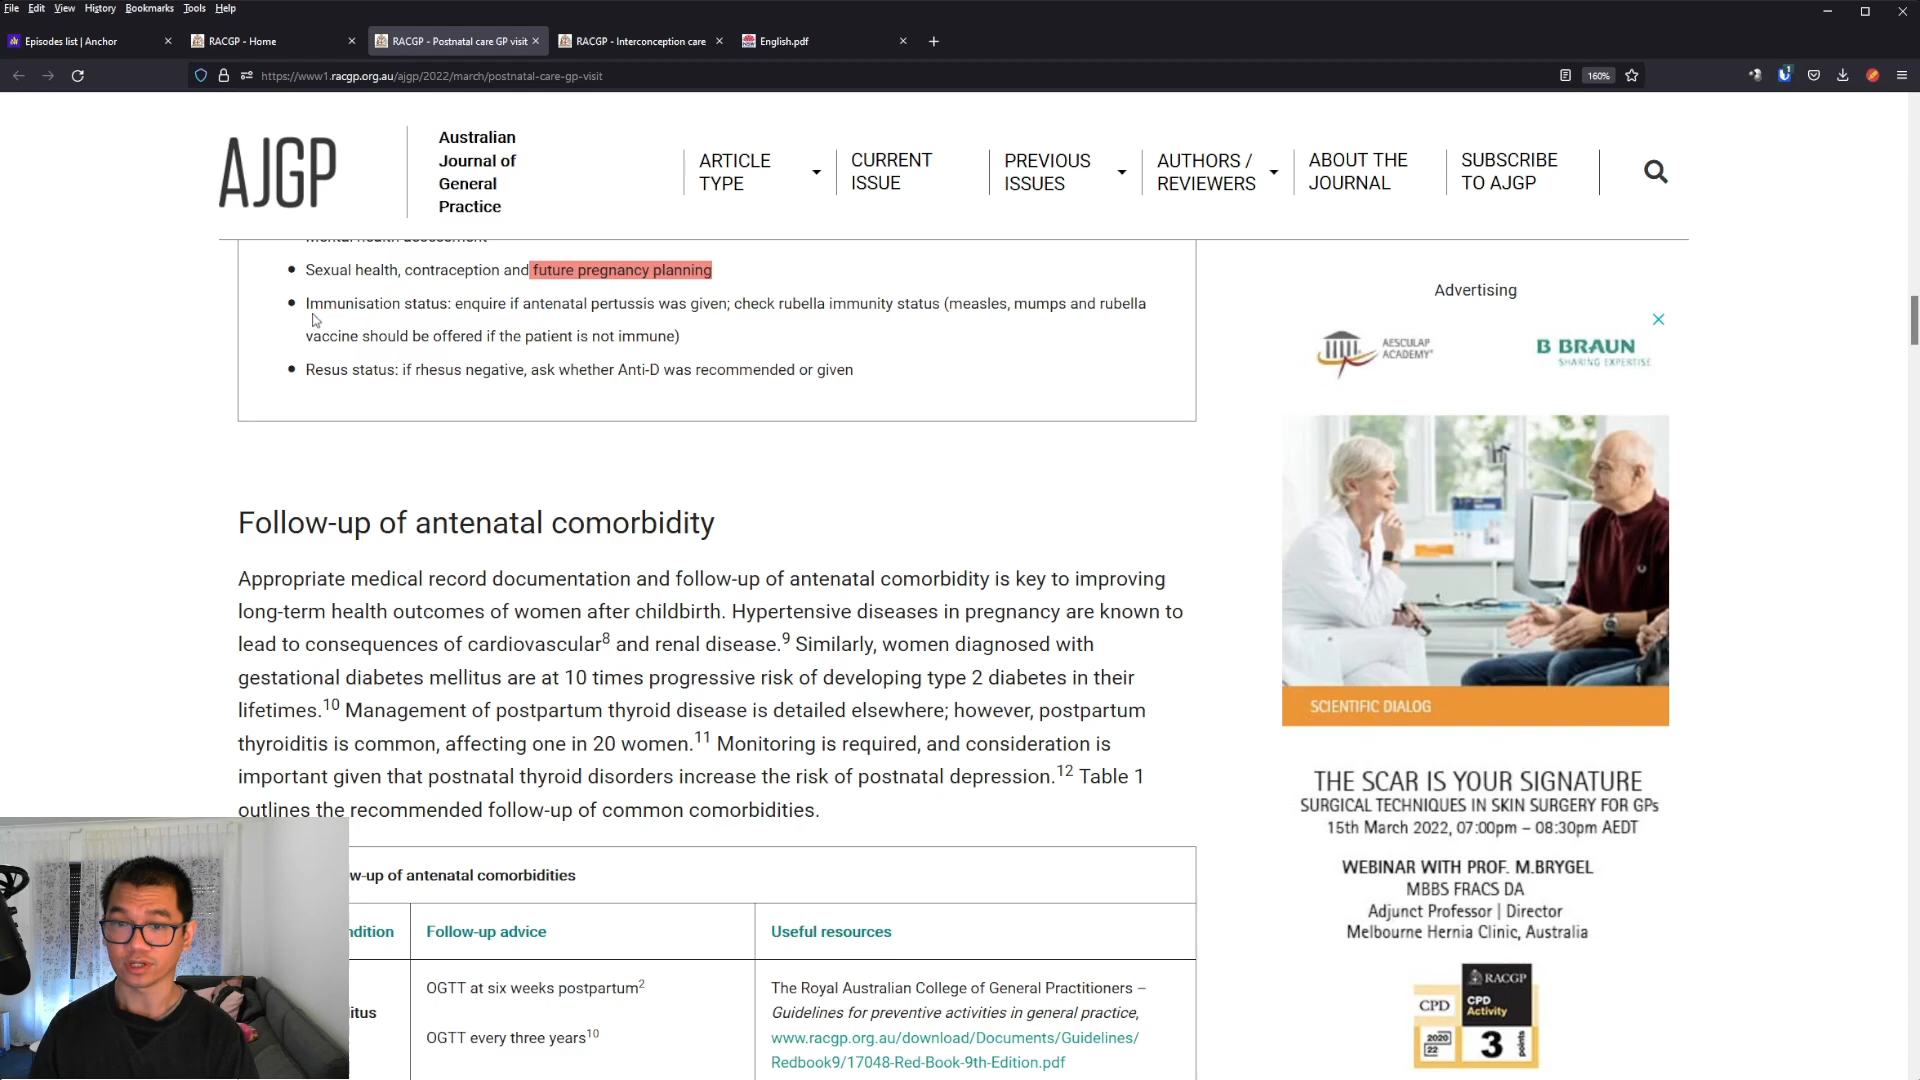 File Edit View History Bookmarks Tools Help
Episodes list | Anchor
RACGP - Home
RACGP - Postnatal care GP visit
RACGP - Interconception care
English.pdf
https://www1.racgp.org.au/ajgp/2022/march/postnatal-care-gp-visit
160%
AJGP
Australian
Journal of
General
Practice
ARTICLE
TYPE
CURRENT
ISSUE
PREVIOUS
ISSUES
AUTHORS /
REVIEWERS
ABOUT THE
JOURNAL
SUBSCRIBE
TO AJGP
Sexual health, contraception and future pregnancy planning
Immunisation status: enquire if antenatal pertussis was given; check rubella immunity status (measles, mumps and rubella
vaccine should be offered if the patient is not immune)
Resus status: if rhesus negative, ask whether Anti-D was recommended or given
Follow-up of antenatal comorbidity
Appropriate medical record documentation and follow-up of antenatal comorbidity is key to improving
long-term health outcomes of women after childbirth. Hypertensive diseases in pregnancy are known to
lead to consequences of cardiovascular8 and renal disease.9 Similarly, women diagnosed with
gestational diabetes mellitus are at 10 times progressive risk of developing type 2 diabetes in their
lifetimes.10 Management of postpartum thyroid disease is detailed elsewhere; however, postpartum
thyroiditis is common, affecting one in 20 women.11 Monitoring is required, and consideration is
important given that postnatal thyroid disorders increase the risk of postnatal depression.12 Table 1
outlines the recommended follow-up of common comorbidities.
w-up of antenatal comorbidities
ndition
Follow-up advice
Useful resources
itus
OGTT at six weeks postpartum2
OGTT every three years10
The Royal Australian College of General Practitioners –
Guidelines for preventive activities in general practice,
www.racgp.org.au/download/Documents/Guidelines/
Redbook9/17048-Red-Book-9th-Edition.pdf
Advertising
AESCULAP
ACADEMY®
B BRAUN
SHARING EXPERTISE
SCIENTIFIC DIALOG
THE SCAR IS YOUR SIGNATURE
SURGICAL TECHNIQUES IN SKIN SURGERY FOR GPs
15th March 2022, 07:00pm – 08:30pm AEDT
WEBINAR WITH PROF. M.BRYGEL
MBBS FRACS DA
Adjunct Professor | Director
Melbourne Hernia Clinic, Australia
RACGP
CPD
CPD
Activity
2020
22
3
points